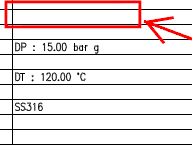 DP : 15.00 bar g
DT : 120.00 °C
SS316